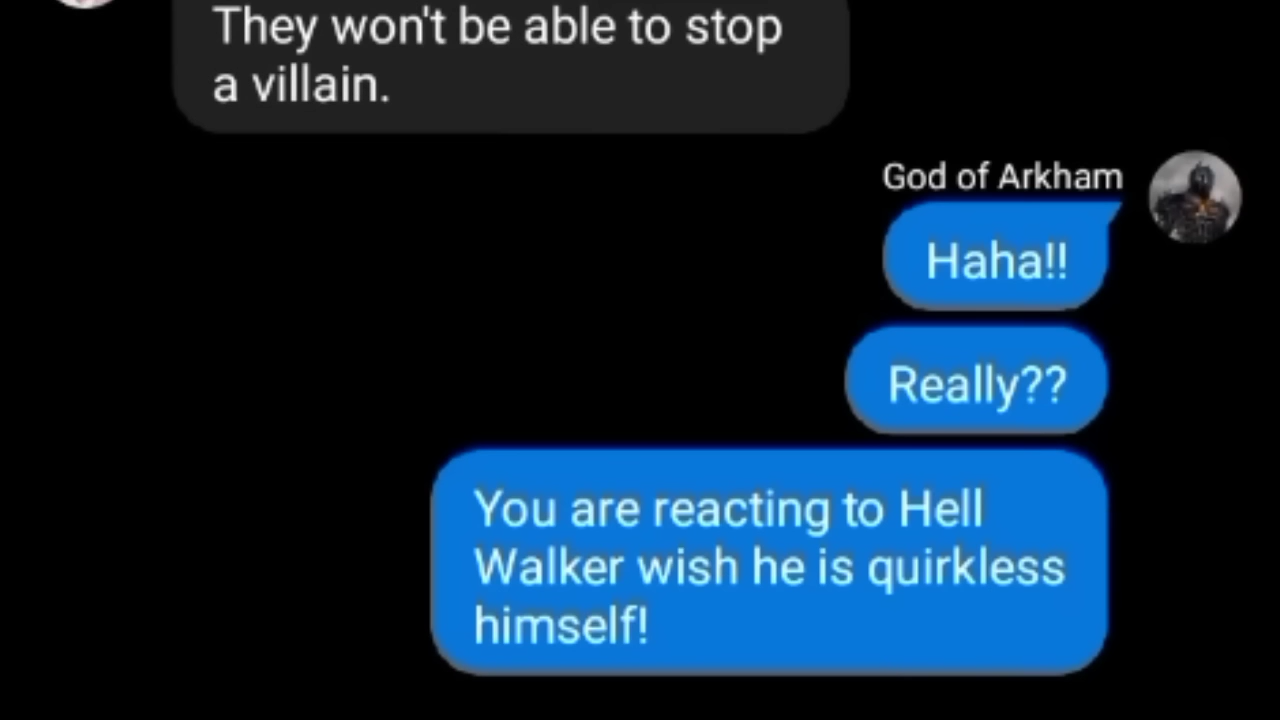 They won't be able to stop
a villain.
God of Arkham
Haha!!
Really??
You are reacting to Hell
Walker wish he is quirkless
himself!